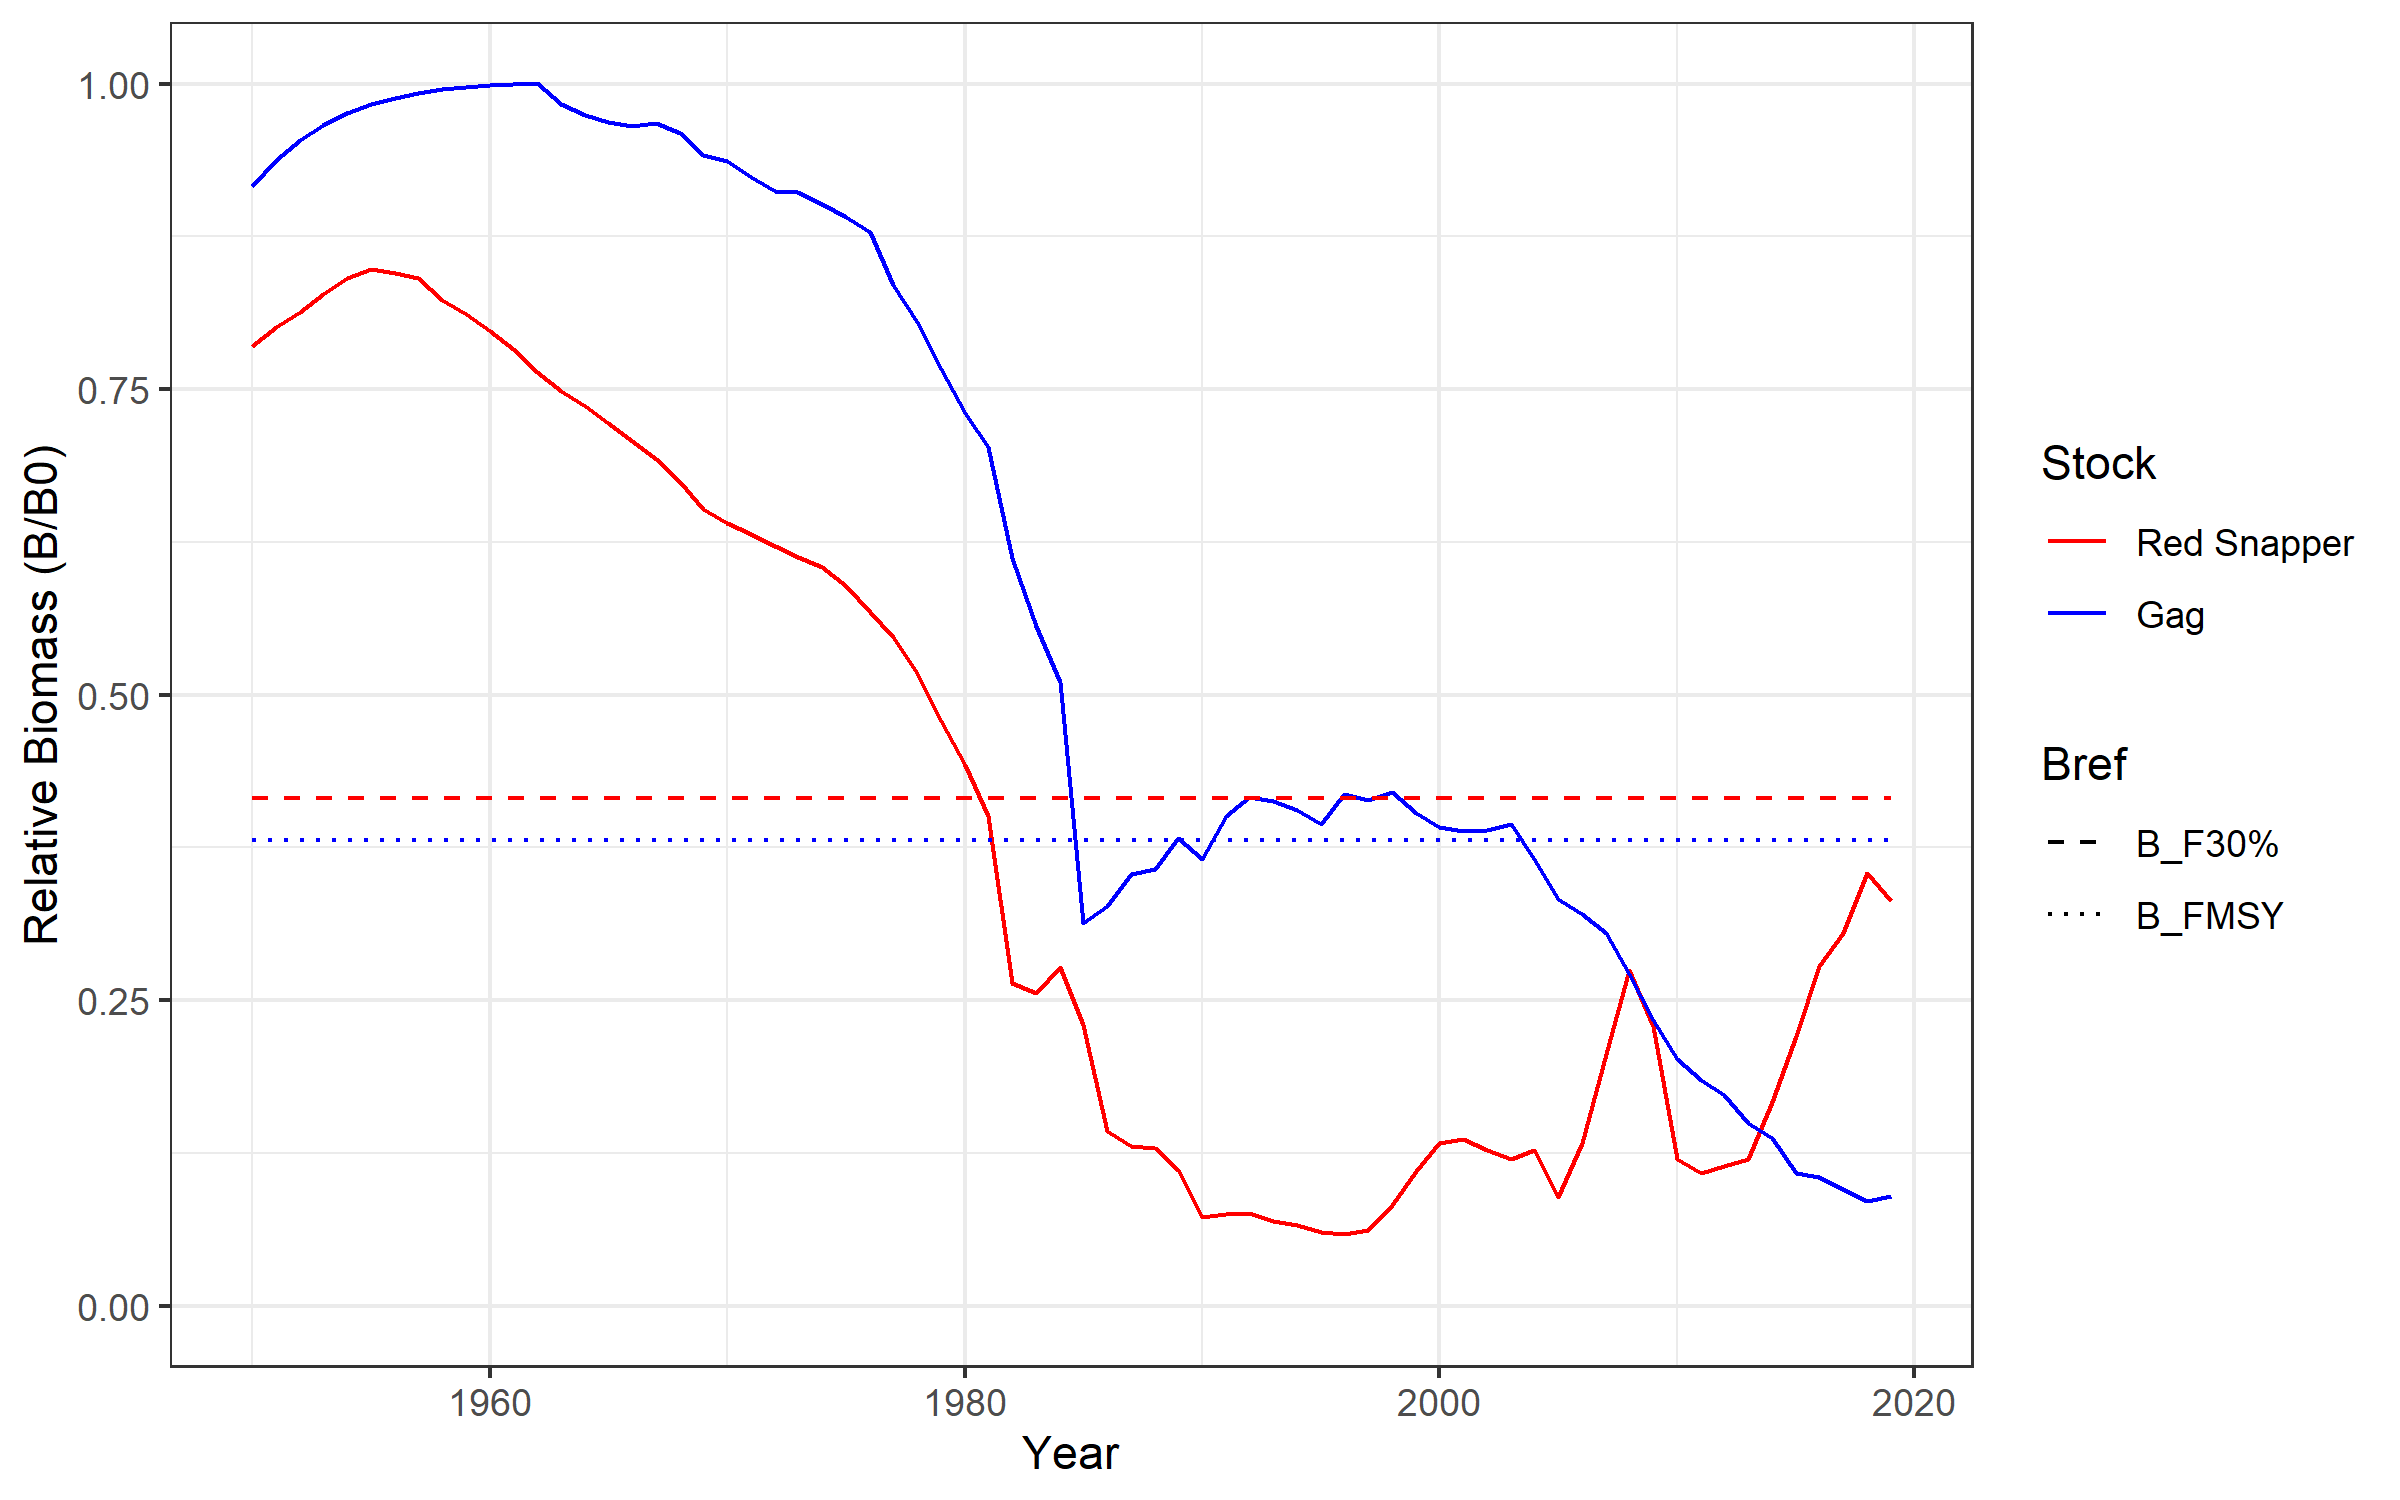 Relative Biomass (B/B0)
1.00
0.75
0.50
0.25
0.00
1960
1980
2000
2020
Year
Stock
Red Snapper
Gag
Bref
B_F30%
B_FMSY